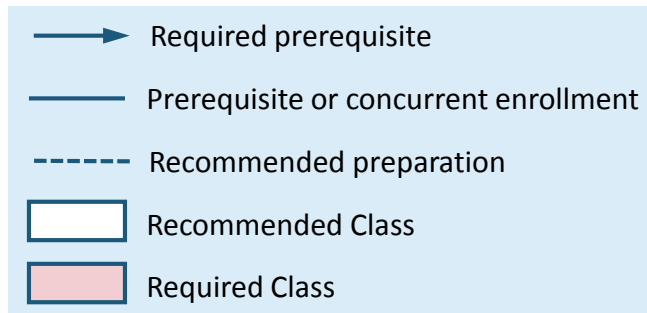 Required prerequisite
Prerequisite or concurrent enrollment
Recommended preparation
Recommended Class
Required Class